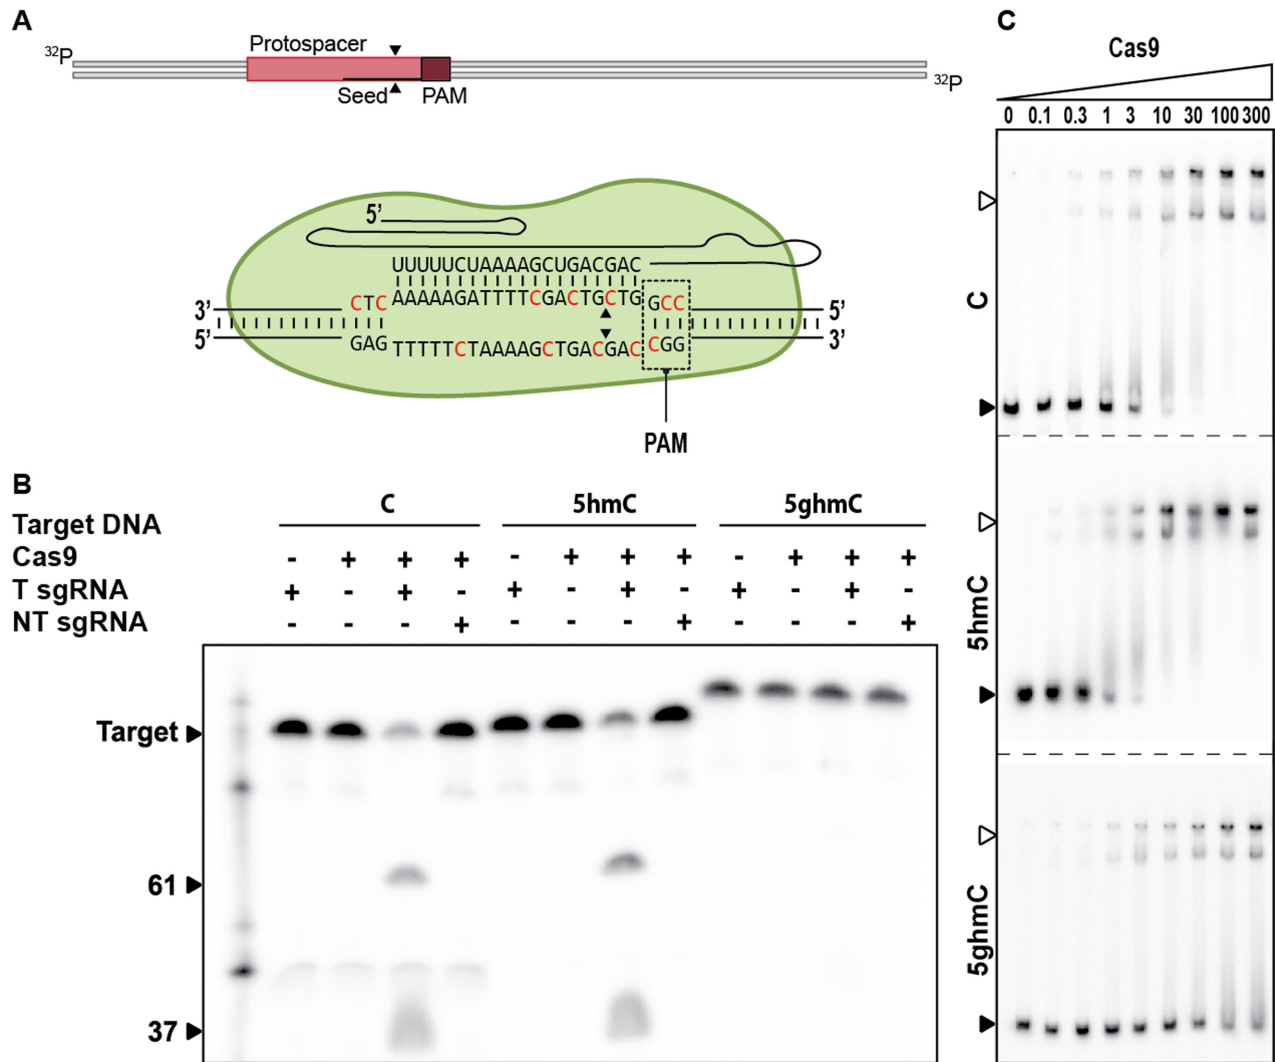 A
32P
Protospacer
Seed
PAM
32P
5'
UUUUUCUAAAAGCUGACGAC
3'
CTC
AAAAAGATTTTCGACTGCTG
GCC
5'
5'
GAG
TTTTTCTAAAAGCTGACGAC
CGG
3'
PAM
B
C 5hmC 5ghmC
Target DNA
Cas9 - + + + - + + + - + + +
T sgRNA + - + - + - + - + - + -
NT sgRNA - - - + - - - + - - - +
Target
61
37
C
Cas9
0 0.1 0.3 1 3 10 30 100 300
C
5hmC
5ghmC